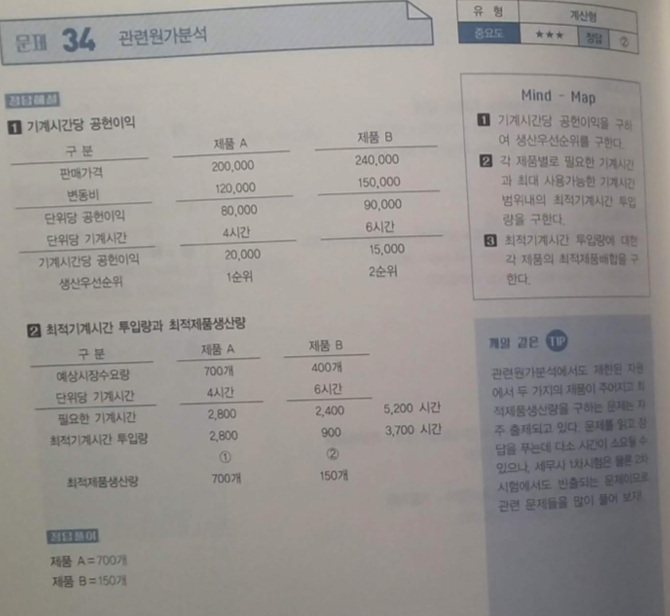 문제 34 관련원가분석
유 형 계산형
중요도 ★★★ 정답 ②
정답해설
1 기계시간당 공헌이익
구 분 제품 A 제품 B
판매가격 200,000 240,000
변동비 120,000 150,000
단위당 공헌이익 80,000 90,000
단위당 기계시간 4시간 6시간
기계시간당 공헌이익 20,000 15,000
생산우선순위 1순위 2순위
2 최적기계시간 투입량과 최적제품생산량
구 분 제품 A 제품 B
예상시장수요량 700개 400개
단위당 기계시간 4시간 6시간
필요한 기계시간 2,800 2,400 5,200 시간
최적기계시간 투입량 2,800 900 3,700 시간
① ②
최적제품생산량 700개 150개
정답풀이
제품 A=700개
제품 B=150개
Mind - Map
1 기계시간당 공헌이익을 구하
여 생산우선순위를 구한다.
2 각 제품별로 필요한 기계시간
과 최대 사용가능한 기계시간
범위내의 최적기계시간 투입
량을 구한다.
3 최적기계시간 투입량에 대한
각 제품의 최적제품배합을 구
한다.
깨알 같은 TIP
관련원가분석에서도 제한된 자원
에서 두 가지의 제품이 주어지고 최
적제품생산량을 구하는 문제는 자
주 출제되고 있다. 문제를 읽고 정
답을 푸는데 다소 시간이 소요될 수
있으나, 세무사 1차시험은 물론 2차
시험에서도 빈출되는 문제이므로
관련 문제들을 많이 풀어 보자.